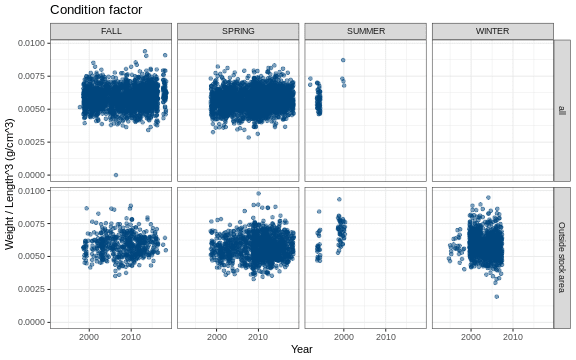 Condition factor
FALL SPRING SUMMER WINTER
0.0100
0.0075
0.0050
0.0025
0.0000
all
0.0100
0.0075
0.0050
0.0025
0.0000
Outside stock area
Weight / Length^3 (g/cm^3)
2000 2010 2000 2010 2000 2010 2000 2010
Year